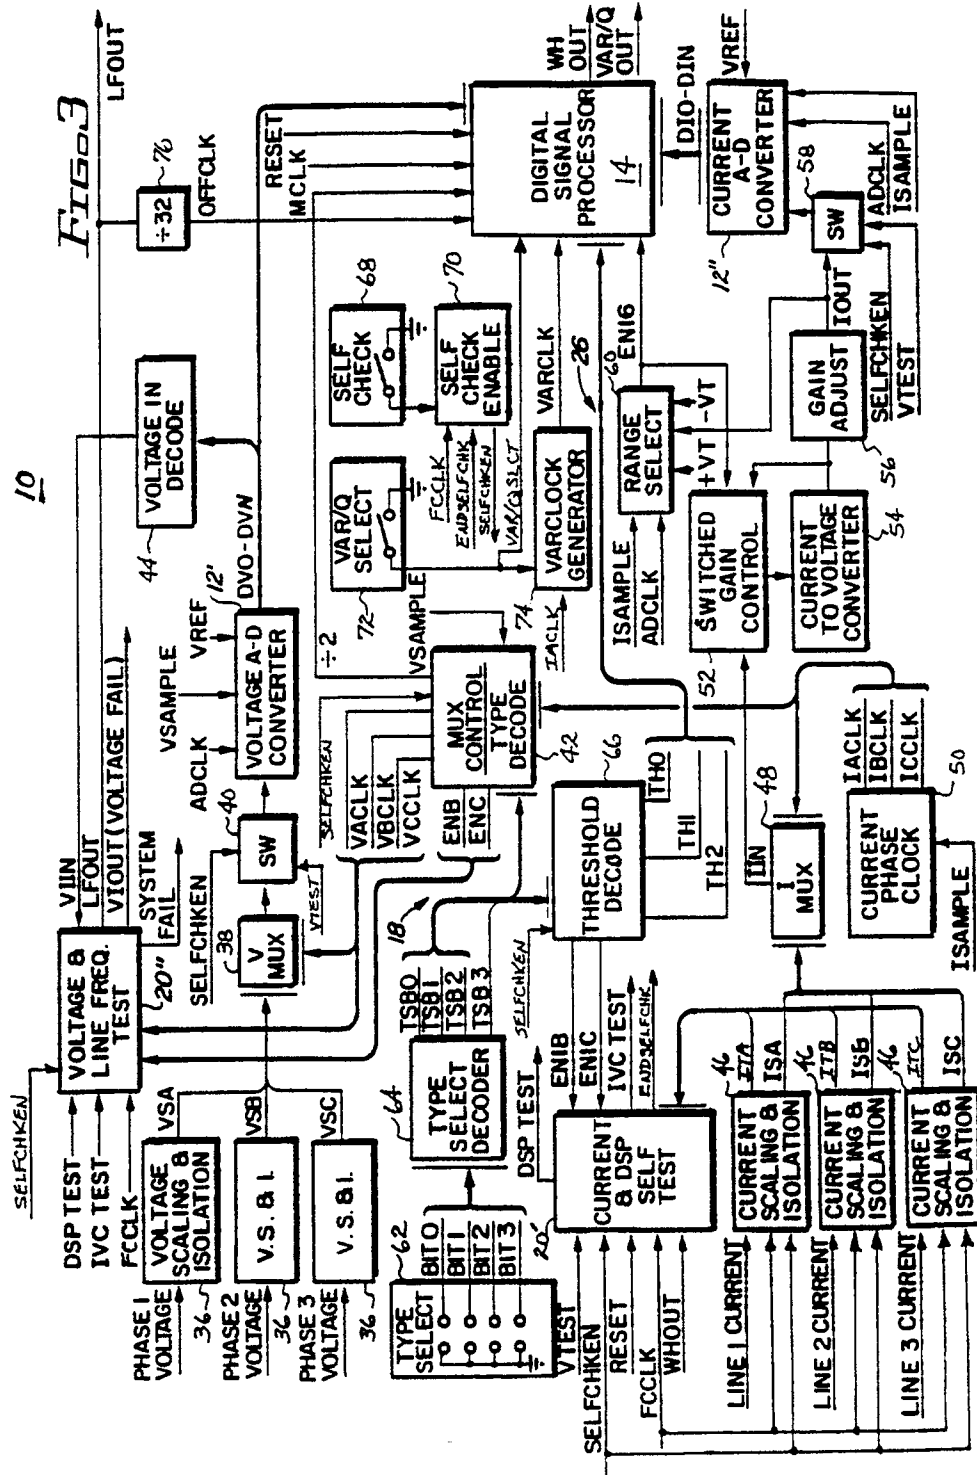 FIG. 3
10
LFOUT
÷32
76
OFFCLK
RESET
MCLK
WH
OUT
VAR/Q
OUT
DIGITAL
SIGNAL
PROCESSOR
14
DIO-DIN
VREF
CURRENT
A-D
CONVERTER
12"
58
SW
ADCLK
ISAMPLE
SELFCHKEN
VTEST
IOUT
GAIN
ADJUST
56
VOLTAGE IN
DECODE
44
SELF
CHECK
68
SELF
CHECK
ENABLE
70
FCCLK
ENDSELFCHK
SELFCHKEN
VAR/QSLCT
VAR/Q
SELECT
72
VARCLK
VARCLOCK
GENERATOR
74
IACLK
26
EN16
RANGE
SELECT
60
+VT
-VT
ISAMPLE
ADCLK
SWITCHED
GAIN
CONTROL
52
CURRENT
TO VOLTAGE
CONVERTER
54
VIIN
LFOUT
VIOUT (VOLTAGE FAIL)
SYSTEM
FAIL
VSAMPLE
VREF
12'
DVO-DVN
ADCLK
VOLTAGE A-D
CONVERTER
÷2
VSAMPLE
SELFCHKEN
40
SW
VTEST
SELFCHKEN
VACLK
VBCLK
VCCLK
MUX
CONTROL
TYPE
DECODE
42
ENB
ENC
38
V
MUX
VOLTAGE &
LINE FREQ.
TEST
20"
SELFCHKEN
DSP TEST
IVC TEST
FCCLK
VSA
VSB
VSC
VOLTAGE
SCALING &
ISOLATION
36
V.S. & I.
36
V.S. & I.
36
PHASE 1
VOLTAGE
PHASE 2
VOLTAGE
PHASE 3
VOLTAGE
18
TSB0
TSB1
TSB2
TSB3
TYPE
SELECT
DECODER
64
TYPE
SELECT
62
BIT0
BIT1
BIT2
BIT3
SELFCHKEN
THRESHOLD
DECODE
66
TH0
TH1
TH2
ENIB
ENIC
IVC TEST
ENDSELFCHK
DSP TEST
CURRENT
& DSP
SELF
TEST
20'
VTEST
SELFCHKEN
RESET
FCCLK
WHOUT
IIN
48
I
MUX
IACLK
IBCLK
ICCLK
CURRENT
PHASE
CLOCK
50
ISAMPLE
46
ITA
ISA
46
ITB
ISB
46
ITC
ISC
CURRENT
SCALING &
ISOLATION
CURRENT
SCALING &
ISOLATION
CURRENT
SCALING &
ISOLATION
LINE 1 CURRENT
LINE 2 CURRENT
LINE 3 CURRENT